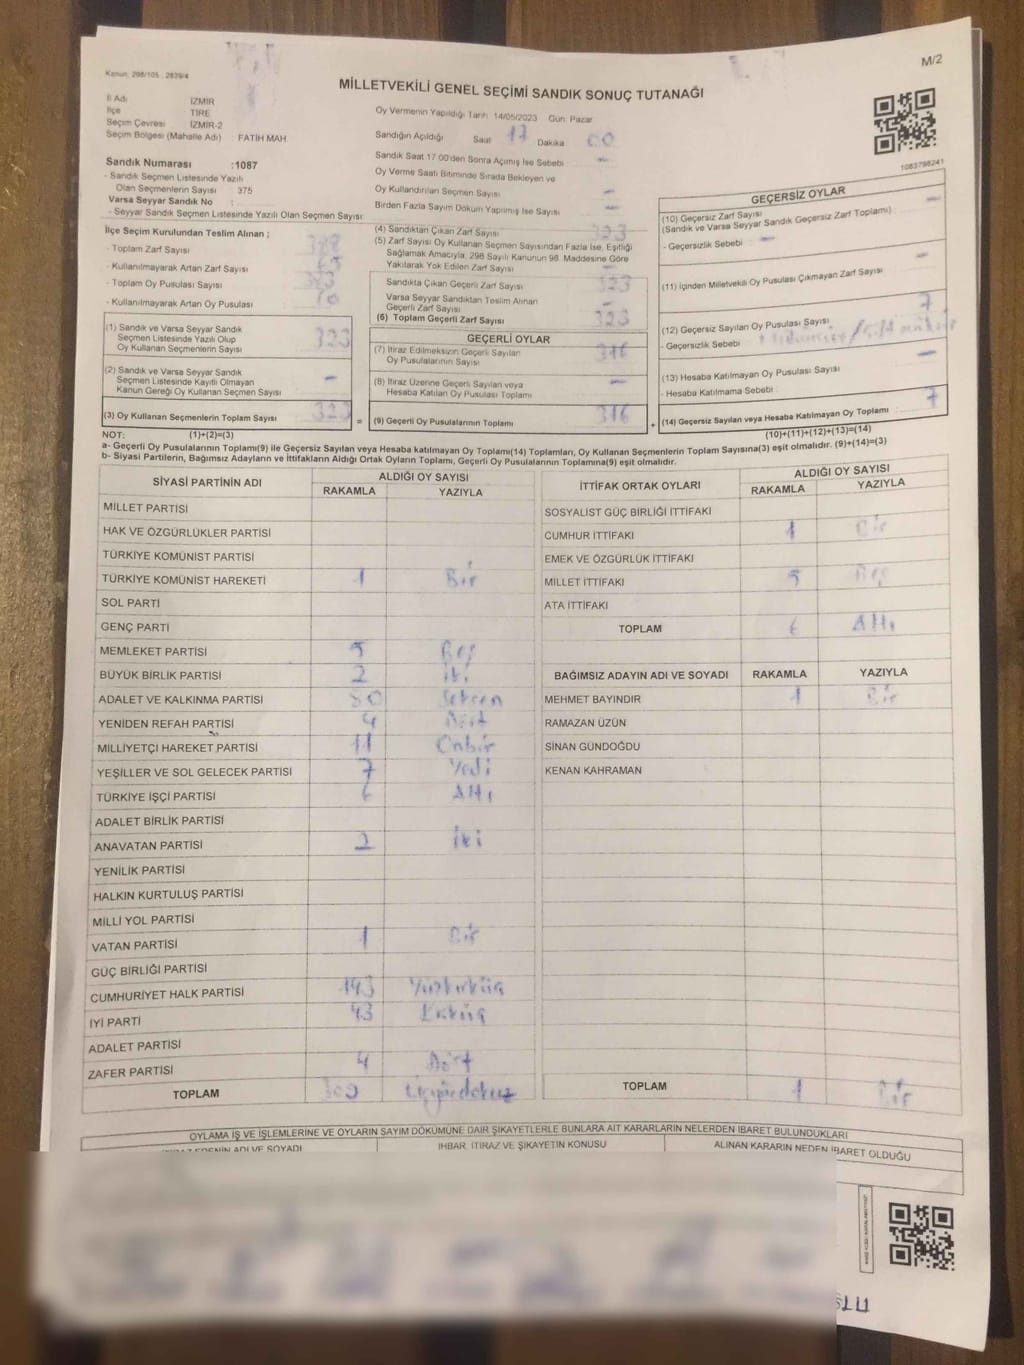 M/2
Kanun: 298/105 , 2839/4
MİLLETVEKİLİ GENEL SEÇİMİ SANDIK SONUÇ TUTANAĞI
İl Adı İZMİR
İlçe TİRE
Seçim Çevresi İZMİR-2
Seçim Bölgesi (Mahalle Adı) : FATİH MAH
Sandık Numarası :1087
- Sandık Seçmen Listesinde Yazılı
Olan Seçmenlerin Sayısı : 375
Varsa Seyyar Sandık No :
- Seyyar Sandık Seçmen Listesinde Yazılı Olan Seçmen Sayısı:
Oy Vermenin Yapıldığı Tarih: 14/05/2023 Gün: Pazar
Sandığın Açıldığı Saat 17 Dakika 00
Sandık Saat 17 00'den Sonra Açımış İse Sebebi : -
Oy Verme Saati Bitiminde Sırada Bekleyen ve
Oy Kullandırılan Seçmen Sayısı : -
Birden Fazla Sayım Döküm Yapılmış İse Sayısı : -
1083798241
İlçe Seçim Kurulundan Teslim Alınan ;
- Toplam Zarf Sayısı :
- Kullanılmayarak Artan Zarf Sayısı :
- Toplam Oy Pusulası Sayısı :
- Kullanılmayarak Artan Oy Pusulası : 70
(1) Sandık ve Varsa Seyyar Sandık
Seçmen Listesinde Yazılı Olup
Oy Kullanan Seçmenlerin Sayısı 323
(2) Sandık ve Varsa Seyyar Sandık
Seçmen Listesinde Kayıtlı Olmayan
Kanun Gereği Oy Kullanan Seçmen Sayısı -
(3) Oy Kullanan Seçmenlerin Toplam Sayısı 323
(4) Sandıktan Çıkan Zarf Sayısı 323
(5) Zarf Sayısı Oy Kullanan Seçmen Sayısından Fazla İse, Eşitliği
Sağlamak Amacıyla, 298 Sayılı Kanunun 98. Maddesine Göre
Yakılarak Yok Edilen Zarf Sayısı -
Sandıkta Çıkan Geçerli Zarf Sayısı 323
Varsa Seyyar Sandıktan Teslim Alınan
Geçerli Zarf Sayısı -
(6) Toplam Geçerli Zarf Sayısı 323
GEÇERLİ OYLAR
(7) İtiraz Edilmeksizin Geçerli Sayılan
Oy Pusulalarının Sayısı 316
(8) İtiraz Üzerine Geçerli Sayılan veya
Hesaba Katılan Oy Pusulası Toplamı -
= (9) Geçerli Oy Pusulalarının Toplamı 316 +
GEÇERSİZ OYLAR
(10) Geçersiz Zarf Sayısı
(Sandık ve Varsa Seyyar Sandık Geçersiz Zarf Toplamı) : -
- Geçersizlik Sebebi : -
(11) İçinden Milletvekili Oy Pusulası Çıkmayan Zarf Sayısı : -
(12) Geçersiz Sayılan Oy Pusulası Sayısı : 7
- Geçersizlik Sebebi :
(13) Hesaba Katılmayan Oy Pusulası Sayısı : -
- Hesaba Katılmama Sebebi :
(14) Geçersiz Sayılan veya Hesaba Katılmayan Oy Toplamı : 7
NOT: (1)+(2)=(3)
(10)+(11)+(12)+(13)=(14)
a- Geçerli Oy Pusulalarının Toplamı(9) ile Geçersiz Sayılan veya Hesaba katılmayan Oy Toplam(14) Toplamları, Oy Kullanan Seçmenlerin Toplam Sayısına(3) eşit olmalıdır. (9)+(14)=(3)
b- Siyasi Partilerin, Bağımsız Adayların ve İttifakların Aldığı Ortak Oyların Toplamı, Geçerli Oy Pusulalarının Toplamına(9) eşit olmalıdır.
SİYASİ PARTİNİN ADI ALDIĞI OY SAYISI
RAKAMLA YAZIYLA
MİLLET PARTİSİ
HAK VE ÖZGÜRLÜKLER PARTİSİ
TÜRKİYE KOMÜNİST PARTİSİ
TÜRKİYE KOMÜNİST HAREKETİ 1 Bir
SOL PARTİ
GENÇ PARTİ
MEMLEKET PARTİSİ 5 Beş
BÜYÜK BİRLİK PARTİSİ 2 İki
ADALET VE KALKINMA PARTİSİ 80 Seksen
YENİDEN REFAH PARTİSİ 4 Dört
MİLLİYETÇİ HAREKET PARTİSİ 11 Onbir
YEŞİLLER VE SOL GELECEK PARTİSİ 7 Yedi
TÜRKİYE İŞÇİ PARTİSİ 6 Altı
ADALET BİRLİK PARTİSİ
ANAVATAN PARTİSİ 2 İki
YENİLİK PARTİSİ
HALKIN KURTULUŞ PARTİSİ
MİLLİ YOL PARTİSİ
VATAN PARTİSİ 1 Bir
GÜÇ BİRLİĞİ PARTİSİ
CUMHURİYET HALK PARTİSİ 143 Yüzkırküç
İYİ PARTİ 43 Kırküç
ADALET PARTİSİ
ZAFER PARTİSİ 4 Dört
TOPLAM 309 Üçyüzdokuz
İTTİFAK ORTAK OYLARI ALDIĞI OY SAYISI
RAKAMLA YAZIYLA
SOSYALİST GÜÇ BİRLİĞİ İTTİFAKI
CUMHUR İTTİFAKI 1 Bir
EMEK VE ÖZGÜRLÜK İTTİFAKI
MİLLET İTTİFAKI 5 Beş
ATA İTTİFAKI
TOPLAM 6 Altı
BAĞIMSIZ ADAYIN ADI VE SOYADI RAKAMLA YAZIYLA
MEHMET BAYINDIR 1 Bir
RAMAZAN ÜZÜN
SİNAN GÜNDOĞDU
KENAN KAHRAMAN
TOPLAM 1 Bir
OYLAMA İŞ VE İŞLEMLERİNE VE OYLARIN SAYIM DÖKÜMÜNE DAİR ŞİKAYETLERLE BUNLARA AİT KARARLARIN NELERDEN İBARET BULUNDUKLARI
ADI VE SOYADI İHBAR, İTİRAZ VE ŞİKAYETİN KONUSU ALINAN KARARIN NEDEN İBARET OLDUĞU